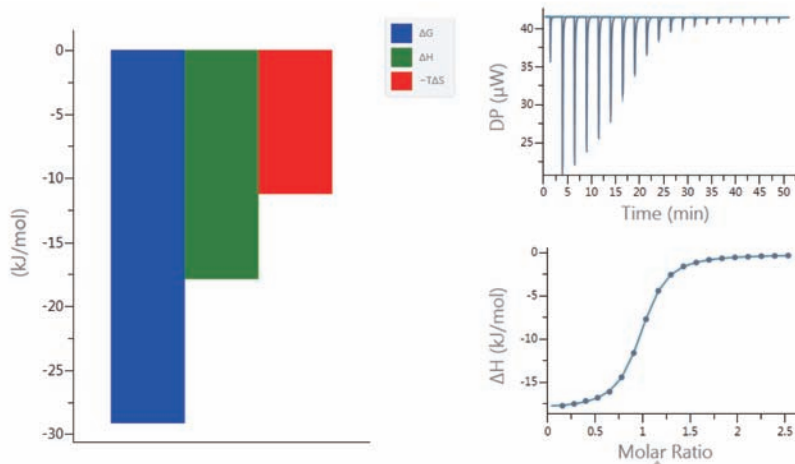 0
-5
-10
-15
-20
-25
-30
(kJ/mol)
ΔG
ΔH
-TΔS
40
35
30
25
DP (µW)
0 5 10 15 20 25 30 35 40 45 50
Time (min)
0
-5
-10
-15
ΔH (kJ/mol)
0 0.5 1 1.5 2 2.5
Molar Ratio